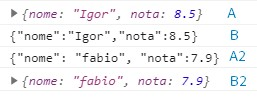 ▶ {nome: "Igor", nota: 8.5} A
{"nome":"Igor","nota":8.5} B
{"nome": "fabio", "nota":7.9} A2
▶ {nome: "fabio", nota: 7.9} B2